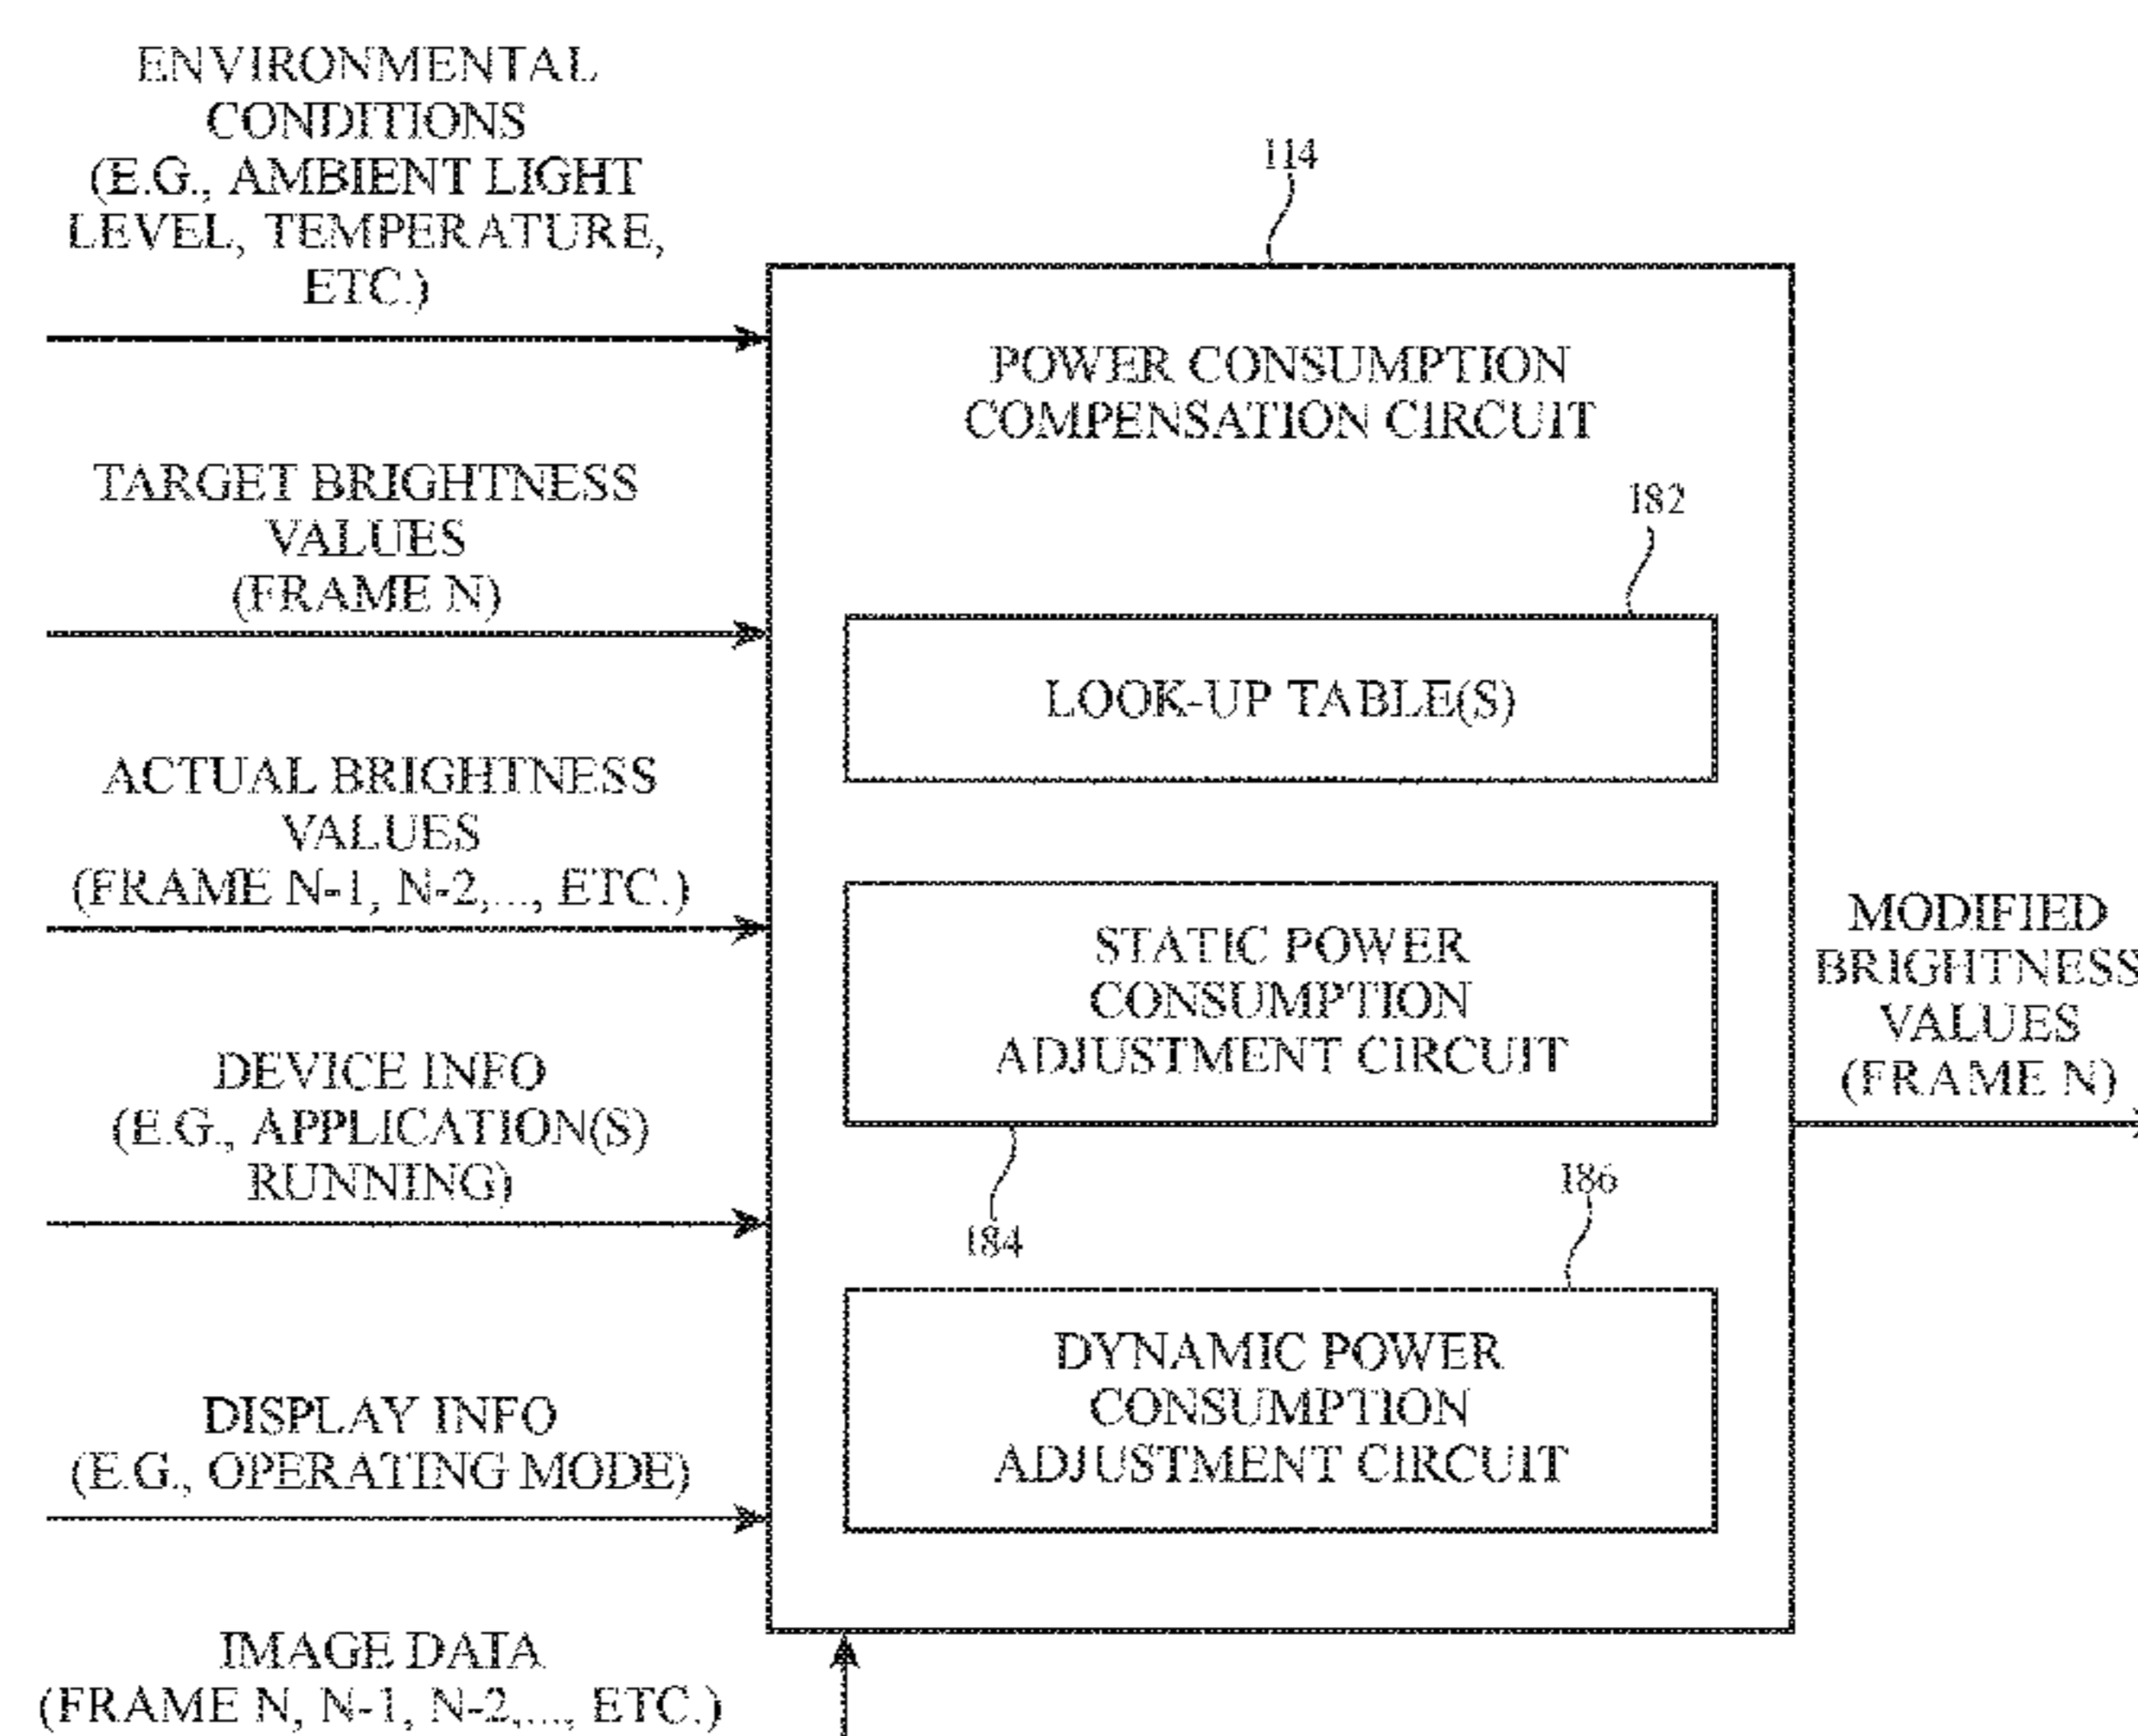 ENVIRONMENTAL
CONDITIONS
(E.G., AMBIENT LIGHT
LEVEL, TEMPERATURE,
ETC.)
TARGET BRIGHTNESS
VALUES
(FRAME N)
ACTUAL BRIGHTNESS
VALUES
(FRAME N-1, N-2,..., ETC.)
DEVICE INFO
(E.G., APPLICATION(S)
RUNNING)
DISPLAY INFO
(E.G., OPERATING MODE)
IMAGE DATA
(FRAME N, N-1, N-2,..., ETC.)
114
POWER CONSUMPTION
COMPENSATION CIRCUIT
182
LOOK-UP TABLE(S)
STATIC POWER
CONSUMPTION
ADJUSTMENT CIRCUIT
184
186
DYNAMIC POWER
CONSUMPTION
ADJUSTMENT CIRCUIT
MODIFIED
BRIGHTNESS
VALUES
(FRAME N)